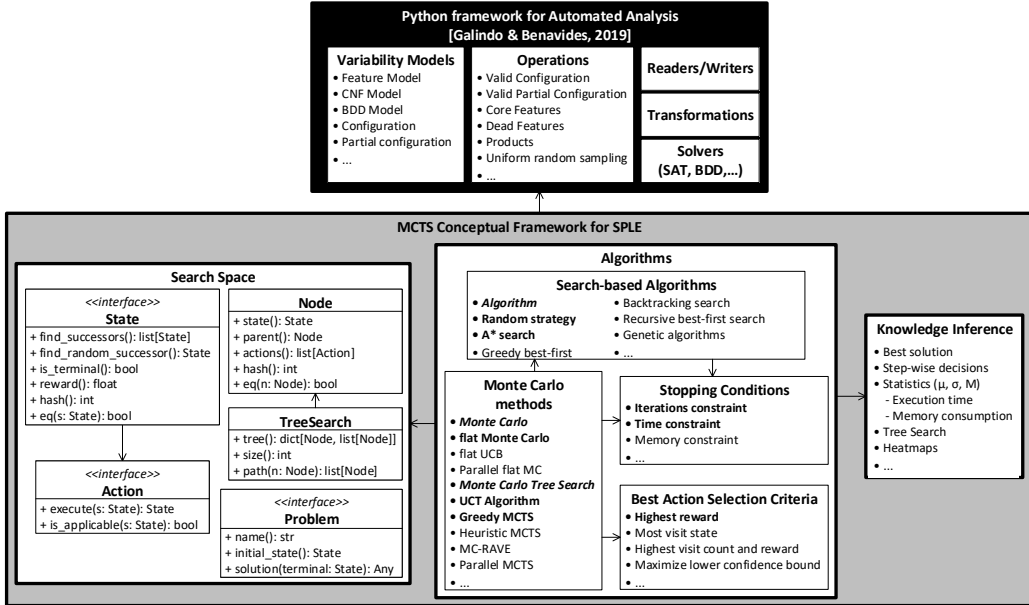 Python framework for Automated Analysis
[Galindo & Benavides, 2019]
Variability Models
• Feature Model
• CNF Model
• BDD Model
• Configuration
• Partial configuration
• ...
Operations
• Valid Configuration
• Valid Partial Configuration
• Core Features
• Dead Features
• Products
• Uniform random sampling
• ...
Readers/Writers
Transformations
Solvers
(SAT, BDD,...)
MCTS Conceptual Framework for SPLE
Search Space
<<interface>>
State
+ find_successors(): list[State]
+ find_random_successor(): State
+ is_terminal(): bool
+ reward(): float
+ hash(): int
+ eq(s: State): bool
<<interface>>
Action
+ execute(s: State): State
+ is_applicable(s: State): bool
Node
+ state(): State
+ parent(): Node
+ actions(): list[Action]
+ hash(): int
+ eq(n: Node): bool
TreeSearch
+ tree(): dict[Node, list[Node]]
+ size(): int
+ path(n: Node): list[Node]
<<interface>>
Problem
+ name(): str
+ initial_state(): State
+ solution(terminal: State): Any
Algorithms
Search-based Algorithms
• Algorithm
• Random strategy
• A* search
• Greedy best-first
• Backtracking search
• Recursive best-first search
• Genetic algorithms
• ...
Monte Carlo
methods
• Monte Carlo
• flat Monte Carlo
• flat UCB
• Parallel flat MC
• Monte Carlo Tree Search
• UCT Algorithm
• Greedy MCTS
• Heuristic MCTS
• MC-RAVE
• Parallel MCTS
• ...
Stopping Conditions
• Iterations constraint
• Time constraint
• Memory constraint
• ...
Best Action Selection Criteria
• Highest reward
• Most visit state
• Highest visit count and reward
• Maximize lower confidence bound
• ...
Knowledge Inference
• Best solution
• Step-wise decisions
• Statistics (μ, σ, M)
- Execution time
- Memory consumption
• Tree Search
• Heatmaps
• ...